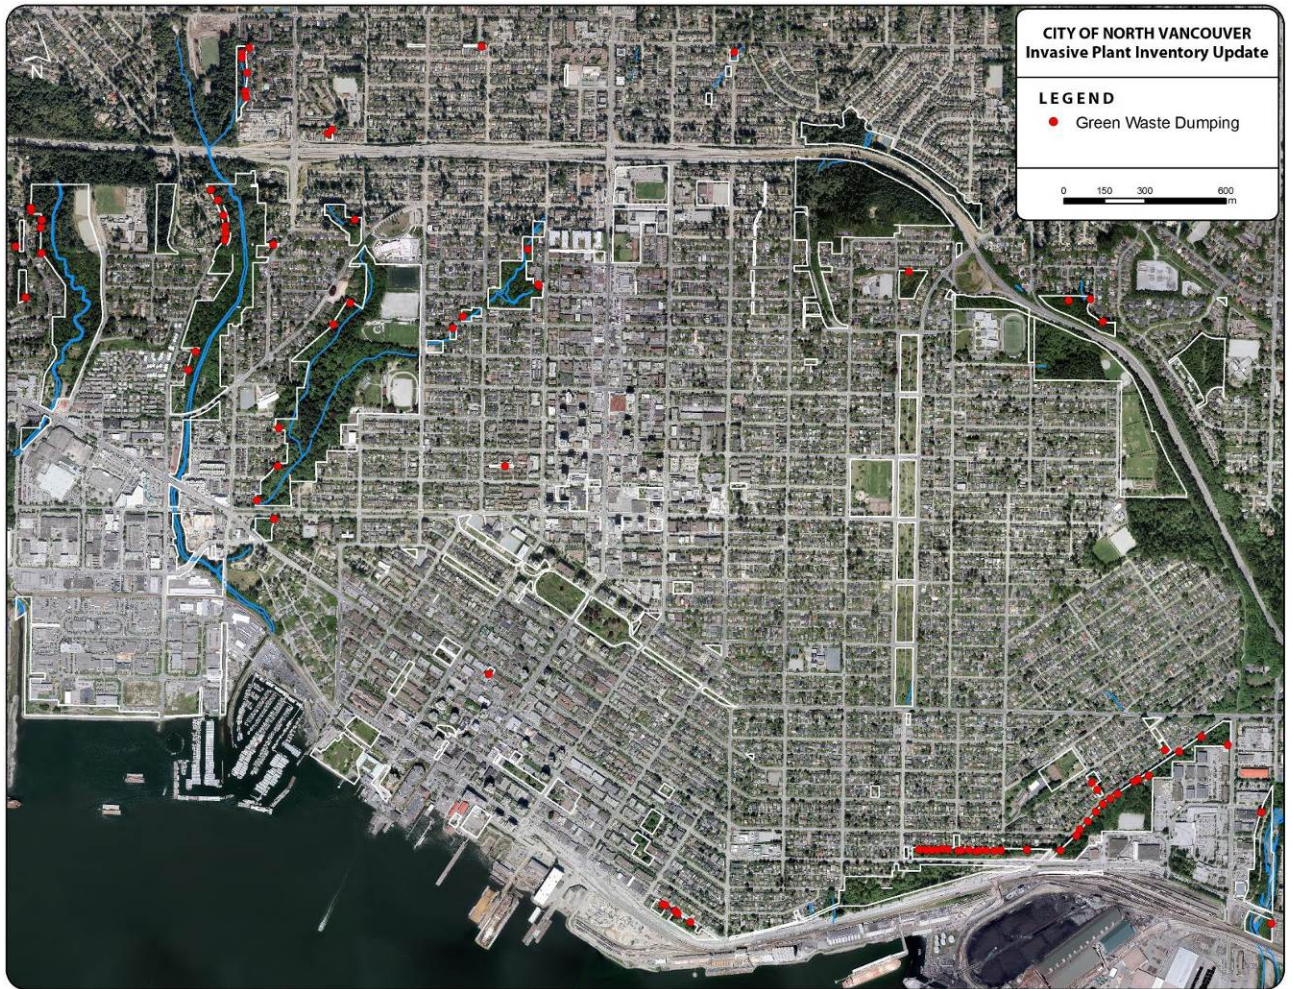 CITY OF NORTH VANCOUVER
Invasive Plant Inventory Update
LEGEND
Green Waste Dumping
0 150 300 600
m
N